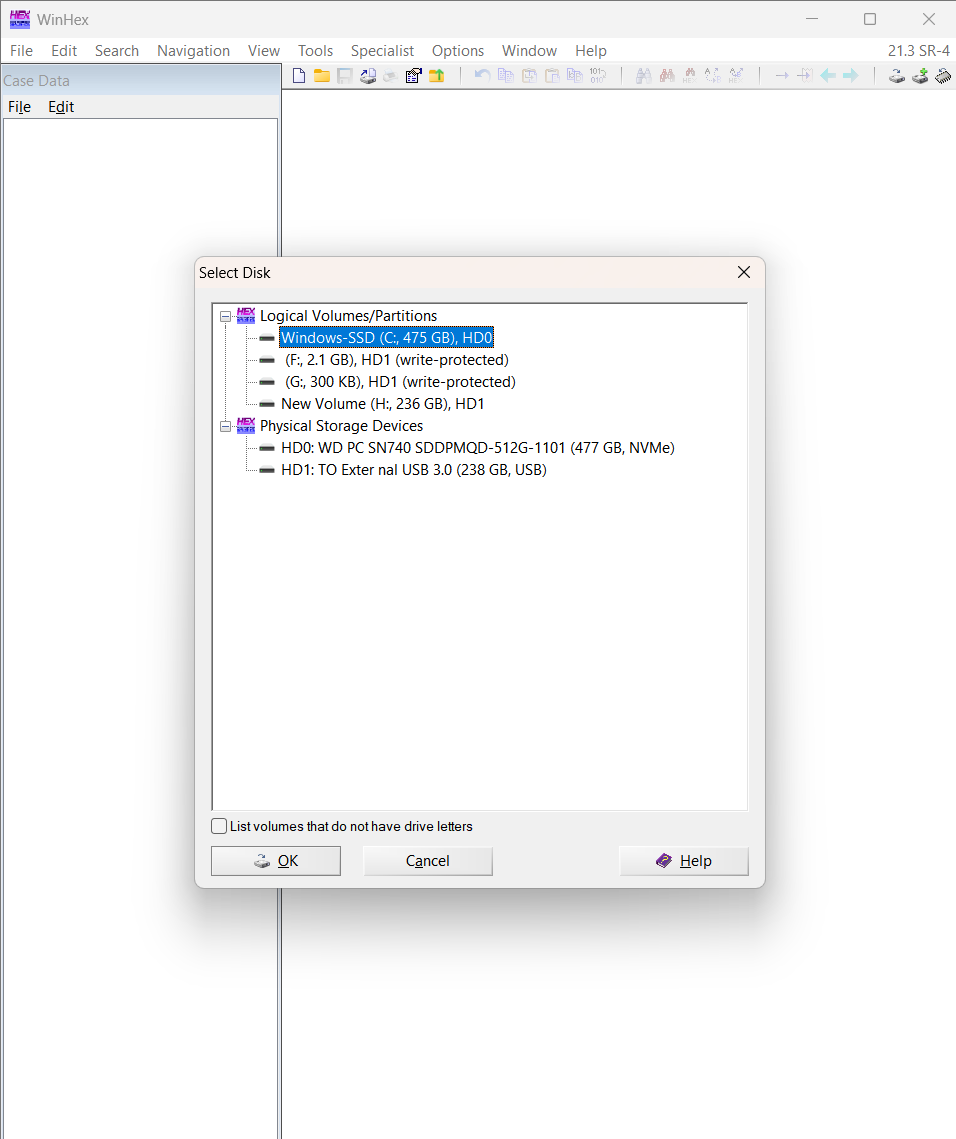 WinHex
File Edit Search Navigation View Tools Specialist Options Window Help 21.3 SR-4
Case Data
File Edit
Select Disk
Logical Volumes/Partitions
Windows-SSD (C:, 475 GB), HD0
(F:, 2.1 GB), HD1 (write-protected)
(G:, 300 KB), HD1 (write-protected)
New Volume (H:, 236 GB), HD1
Physical Storage Devices
HD0: WD PC SN740 SDDPMQD-512G-1101 (477 GB, NVMe)
HD1: TO Exter nal USB 3.0 (238 GB, USB)
List volumes that do not have drive letters
OK Cancel Help